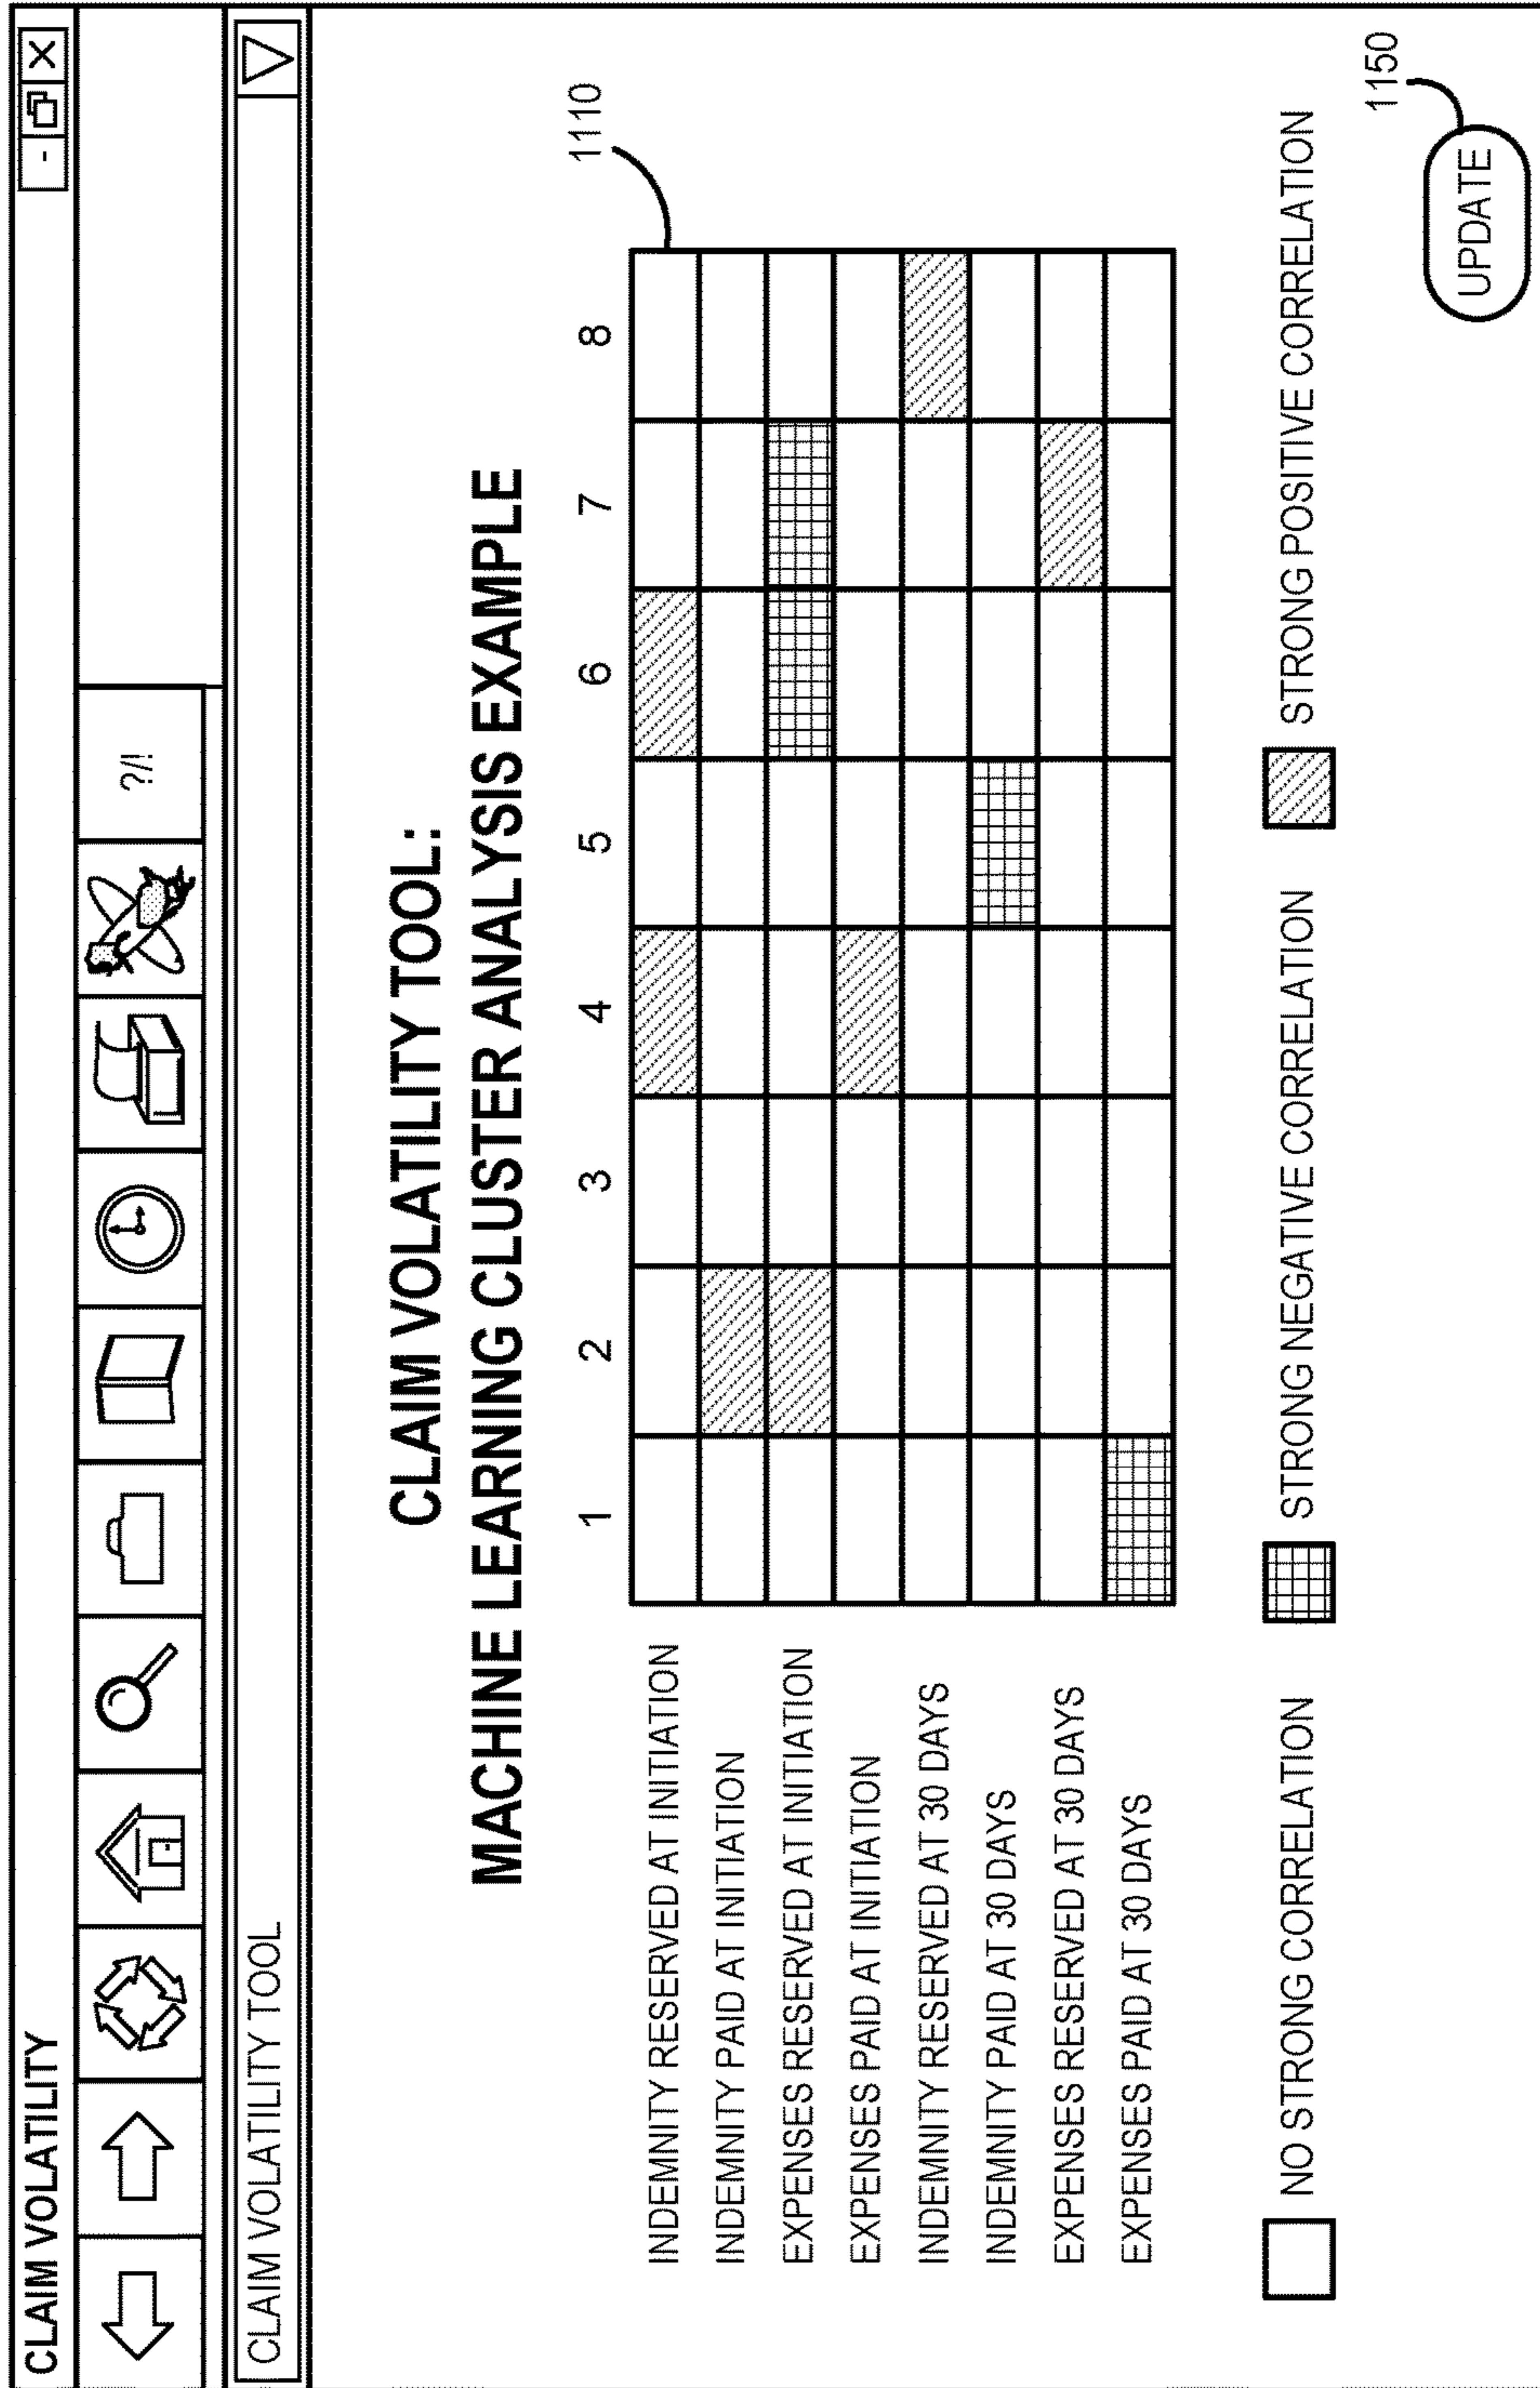 CLAIM VOLATILITY
- X
?/!
CLAIM VOLATILITY TOOL
CLAIM VOLATILITY TOOL:
MACHINE LEARNING CLUSTER ANALYSIS EXAMPLE
1110
1 2 3 4 5 6 7 8
INDEMNITY RESERVED AT INITIATION
INDEMNITY PAID AT INITIATION
EXPENSES RESERVED AT INITIATION
EXPENSES PAID AT INITIATION
INDEMNITY RESERVED AT 30 DAYS
INDEMNITY PAID AT 30 DAYS
EXPENSES RESERVED AT 30 DAYS
EXPENSES PAID AT 30 DAYS
NO STRONG CORRELATION STRONG NEGATIVE CORRELATION STRONG POSITIVE CORRELATION
1150
UPDATE